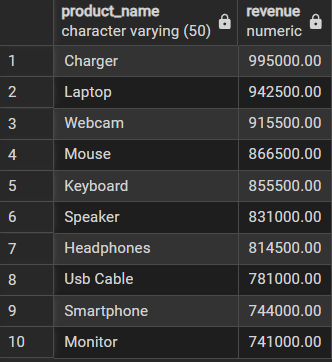 product_name revenue
character varying (50) numeric
1 Charger 995000.00
2 Laptop 942500.00
3 Webcam 915500.00
4 Mouse 866500.00
5 Keyboard 855500.00
6 Speaker 831000.00
7 Headphones 814500.00
8 Usb Cable 781000.00
9 Smartphone 744000.00
10 Monitor 741000.00